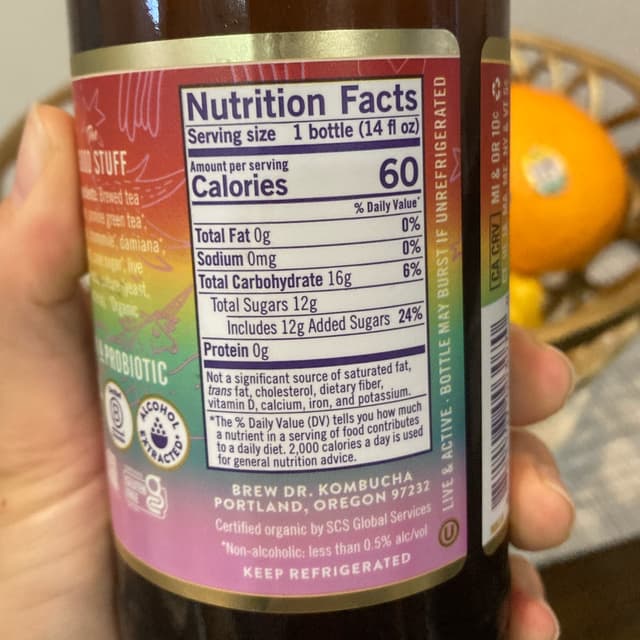 The
STUFF
Brewed tea
green tea*,
damiana*,
live
yeast,
Organic
PROBIOTIC
ALCOHOL
EXTRACTED
Nutrition Facts
Serving size 1 bottle (14 fl oz)
Amount per serving
Calories 60
% Daily Value*
Total Fat 0g 0%
Sodium 0mg 0%
Total Carbohydrate 16g 6%
Total Sugars 12g
Includes 12g Added Sugars 24%
Protein 0g
Not a significant source of saturated fat,
trans fat, cholesterol, dietary fiber,
vitamin D, calcium, iron, and potassium.
*The % Daily Value (DV) tells you how much
a nutrient in a serving of food contributes
to a daily diet. 2,000 calories a day is used
for general nutrition advice.
BREW DR. KOMBUCHA
PORTLAND, OREGON 97232
Certified organic by SCS Global Services
*Non-alcoholic: less than 0.5% alc/vol
KEEP REFRIGERATED
LIVE & ACTIVE · BOTTLE MAY BURST IF UNREFRIGERATED
U
CA CRV MI & OR 10¢